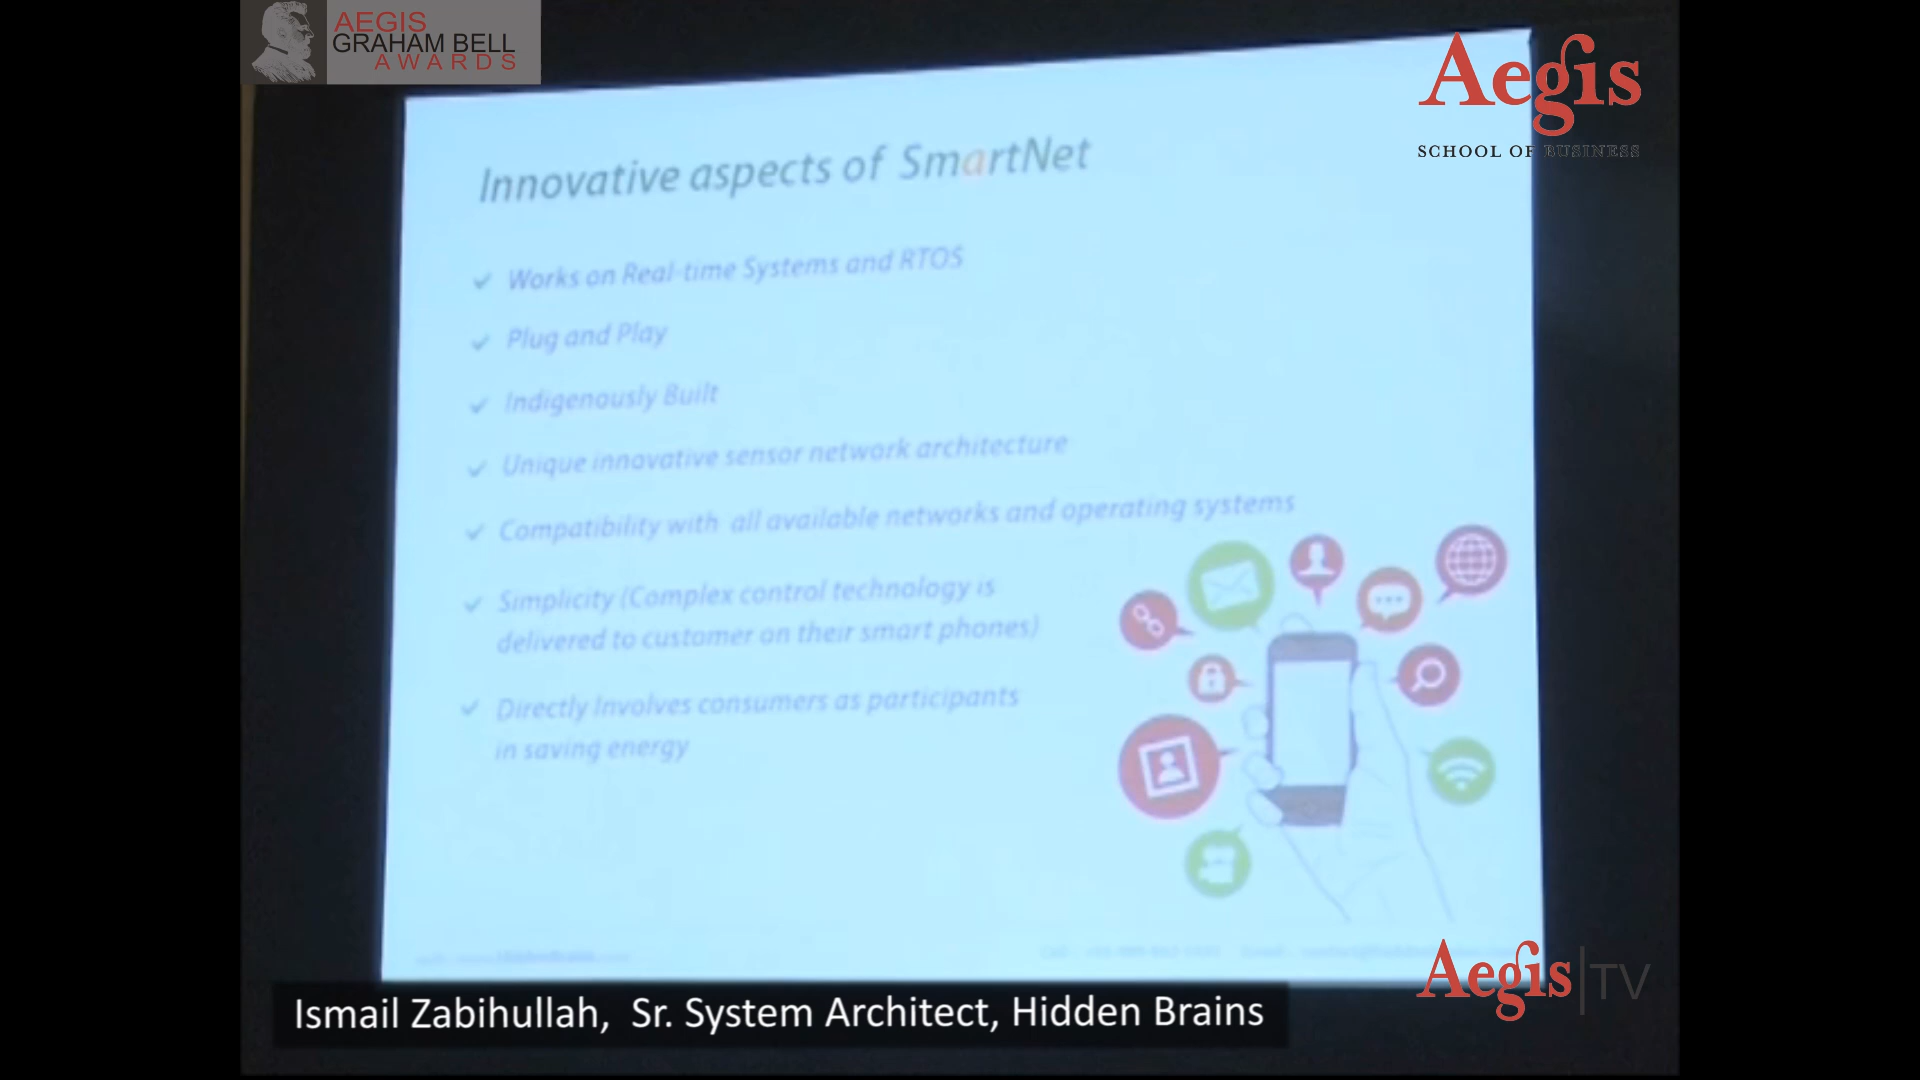 AEGIS
GRAHAM BELL
AWARDS
Aegis
SCHOOL OF BUSINESS
Innovative aspects of SmartNet
Works on Real-time Systems and RTOS
Plug and Play
Indigenously Built
Unique innovative sensor network architecture
Compatibility with all available networks and operating systems
Simplicity (Complex control technology is
delivered to customer on their smart phones)
Directly Involves consumers as participants
in saving energy
Aegis TV
Ismail Zabihullah, Sr. System Architect, Hidden Brains